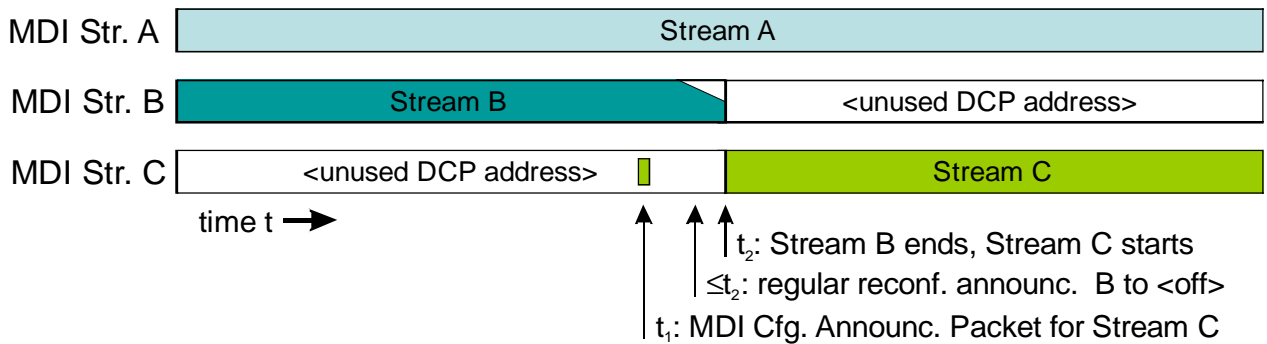 MDI Str. A Stream A
MDI Str. B Stream B <unused DCP address>
MDI Str. C <unused DCP address> Stream C
time t
t₂: Stream B ends, Stream C starts
≤t₂: regular reconf. announc. B to <off>
t₁: MDI Cfg. Announc. Packet for Stream C